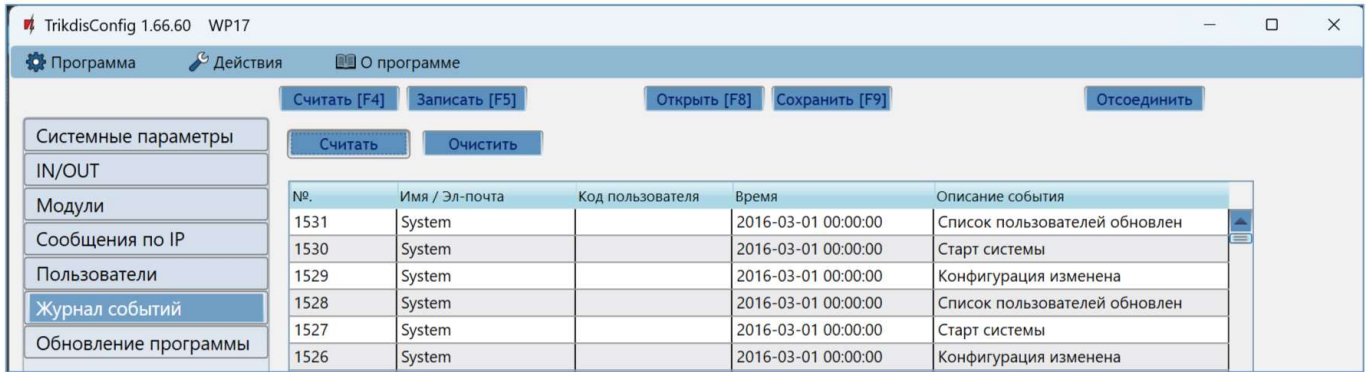 TrikdisConfig 1.66.60 WP17
Программа Действия О программе
Считать [F4] Записать [F5] Открыть [F8] Сохранить [F9] Отсоединить
Системные параметры
IN/OUT
Модули
Сообщения по IP
Пользователи
Журнал событий
Обновление программы
Считать Очистить
№. Имя / Эл-почта Код пользователя Время Описание события
1531 System 2016-03-01 00:00:00 Список пользователей обновлен
1530 System 2016-03-01 00:00:00 Старт системы
1529 System 2016-03-01 00:00:00 Конфигурация изменена
1528 System 2016-03-01 00:00:00 Список пользователей обновлен
1527 System 2016-03-01 00:00:00 Старт системы
1526 System 2016-03-01 00:00:00 Конфигурация изменена